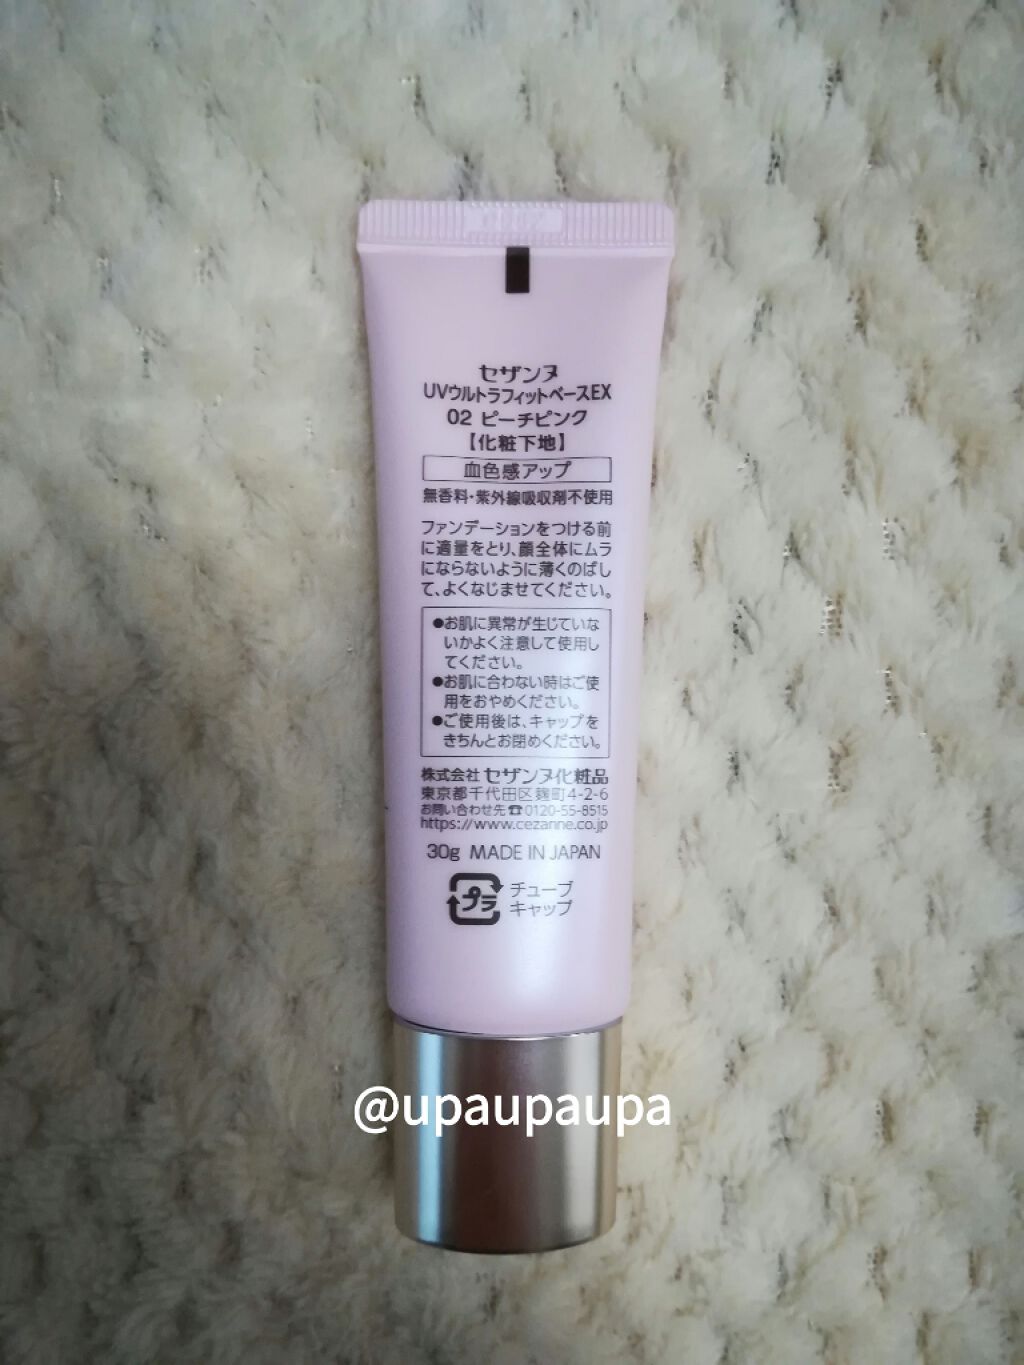 セザンヌ
UVウルトラフィットベースEX
02 ピーチピンク
【化粧下地】
血色感アップ
無香料・紫外線吸収剤不使用
ファンデーションをつける前
に適量をとり、顔全体にムラ
にならないように薄くのばし
て、よくなじませてください。
●お肌に異常が生じていな
いかよく注意して使用し
てください。
●お肌に合わない時はご使
用をおやめください。
●ご使用後は、キャップを
きちんとお閉めください。
株式会社 セザンヌ化粧品
東京都千代田区麹町4-2-6
お問い合わせ先☎0120-55-8515
https://www.cezanne.co.jp
30g MADE IN JAPAN
プラ チューブ
キャップ
@upaupaupa